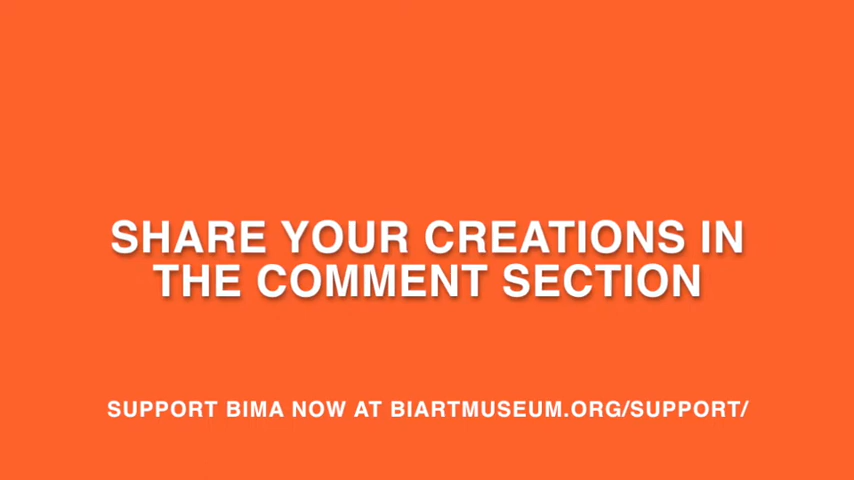 SHARE YOUR CREATIONS IN
THE COMMENT SECTION
SUPPORT BIMA NOW AT BIARTMUSEUM.ORG/SUPPORT/